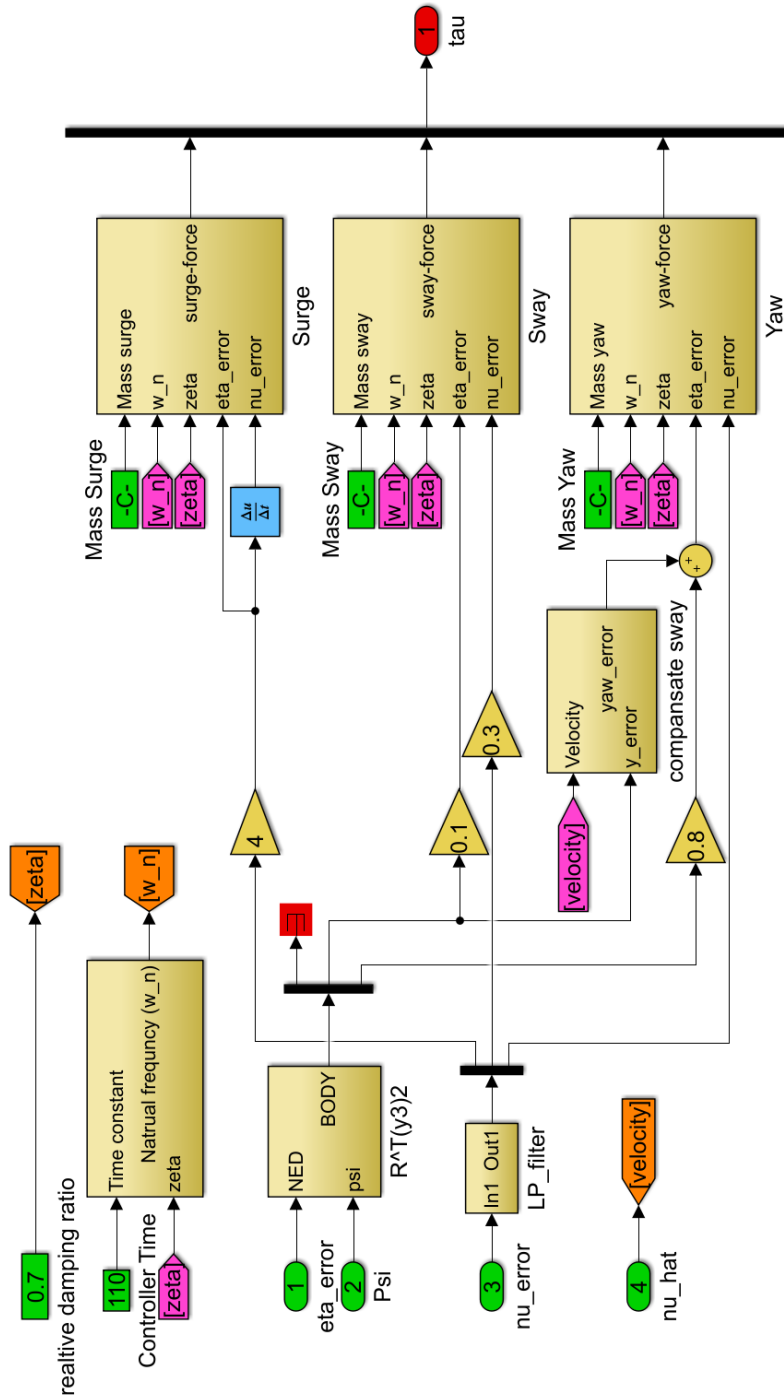 0.7
realtive damping ratio
[zeta]
110
Controller Time
[zeta]
Time constant
Natrual frequncy (w_n)
zeta
[w_n]
Mass Surge
-C-
[w_n]
[zeta]
Δu
Δt
Mass surge
w_n
zeta
eta_error
nu_error
surge-force
Surge
1
eta_error
2
Psi
NED
psi
BODY
R^T(y3)2
4
Mass Sway
-C-
[w_n]
[zeta]
Mass sway
w_n
zeta
eta_error
nu_error
sway-force
Sway
1
tau
3
nu_error
In1 Out1
LP_filter
0.1
0.3
[velocity]
Velocity
yaw_error
y_error
compansate sway
0.8
+
+
Mass Yaw
-C-
[w_n]
[zeta]
Mass yaw
w_n
zeta
eta_error
nu_error
yaw-force
Yaw
4
nu_hat
[velocity]